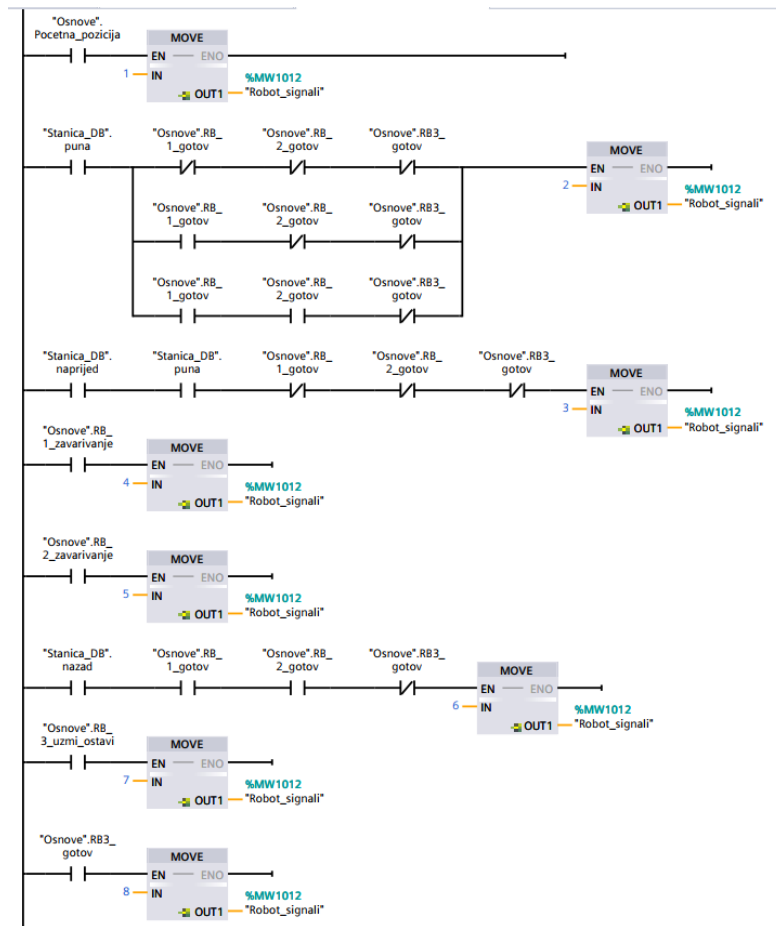 "Osnove".
Pocetna_pozicija
MOVE
EN ENO
1 IN
%MW1012
OUT1 "Robot_signali"
"Stanica_DB".
puna
"Osnove".RB_
1_gotov
"Osnove".RB_
2_gotov
"Osnove".RB3_
gotov
MOVE
EN ENO
2 IN
%MW1012
OUT1 "Robot_signali"
"Osnove".RB_
1_gotov
"Osnove".RB_
2_gotov
"Osnove".RB3_
gotov
"Osnove".RB_
1_gotov
"Osnove".RB_
2_gotov
"Osnove".RB3_
gotov
"Stanica_DB".
naprijed
"Stanica_DB".
puna
"Osnove".RB_
1_gotov
"Osnove".RB_
2_gotov
"Osnove".RB3_
gotov
MOVE
EN ENO
3 IN
%MW1012
OUT1 "Robot_signali"
"Osnove".RB_
1_zavarivanje
MOVE
EN ENO
4 IN
%MW1012
OUT1 "Robot_signali"
"Osnove".RB_
2_zavarivanje
MOVE
EN ENO
5 IN
%MW1012
OUT1 "Robot_signali"
"Stanica_DB".
nazad
"Osnove".RB_
1_gotov
"Osnove".RB_
2_gotov
"Osnove".RB3_
gotov
MOVE
EN ENO
6 IN
%MW1012
OUT1 "Robot_signali"
"Osnove".RB_
3_uzmi_ostavi
MOVE
EN ENO
7 IN
%MW1012
OUT1 "Robot_signali"
"Osnove".RB3_
gotov
MOVE
EN ENO
8 IN
%MW1012
OUT1 "Robot_signali"